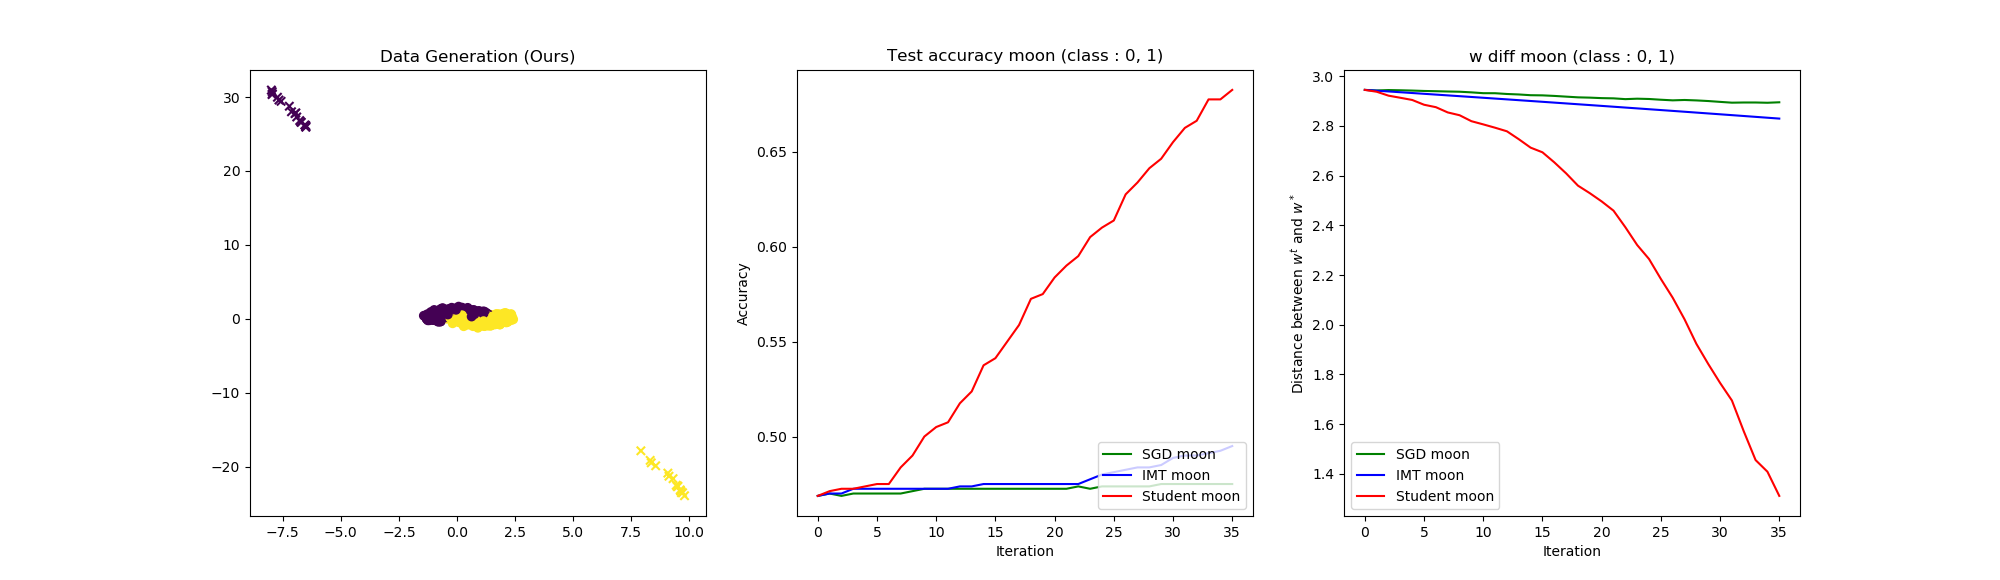 Data Generation (Ours)
30
20
10
0
−10
−20
−7.5 −5.0 −2.5 0.0 2.5 5.0 7.5 10.0
Test accuracy moon (class : 0, 1)
Accuracy
0.65
0.60
0.55
0.50
SGD moon
IMT moon
Student moon
0 5 10 15 20 25 30 35
Iteration
w diff moon (class : 0, 1)
Distance between w^t and w^*
3.0
2.8
2.6
2.4
2.2
2.0
1.8
1.6
1.4
SGD moon
IMT moon
Student moon
0 5 10 15 20 25 30 35
Iteration